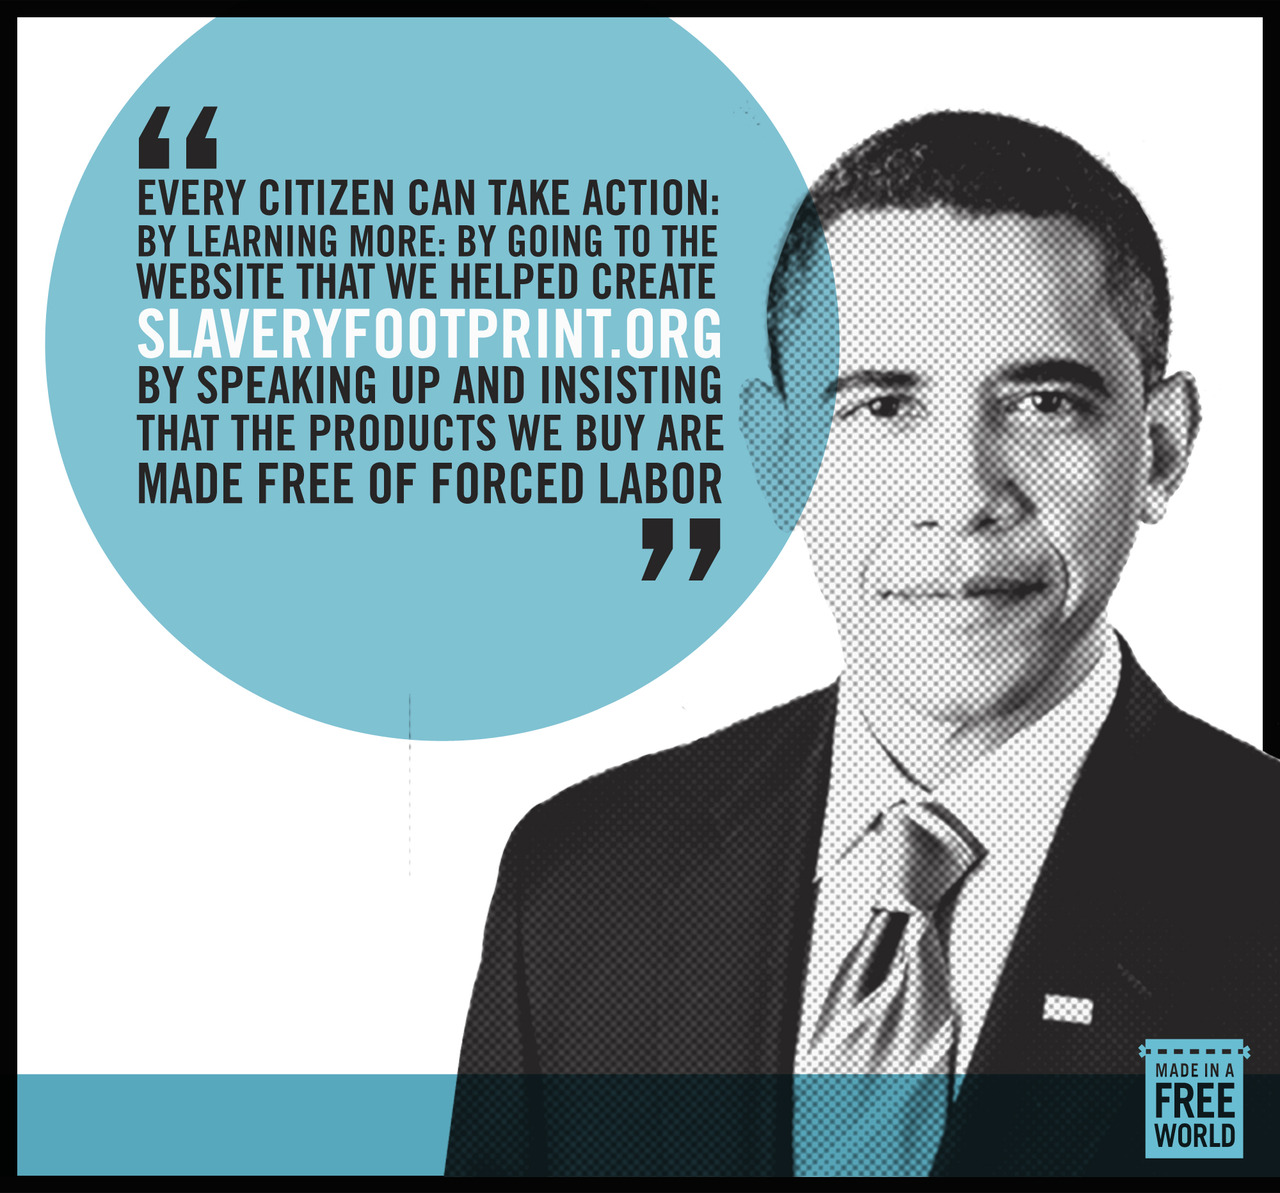 “
EVERY CITIZEN CAN TAKE ACTION:
BY LEARNING MORE: BY GOING TO THE
WEBSITE THAT WE HELPED CREATE
SLAVERYFOOTPRINT.ORG
BY SPEAKING UP AND INSISTING
THAT THE PRODUCTS WE BUY ARE
MADE FREE OF FORCED LABOR
”
MADE IN A
FREE
WORLD